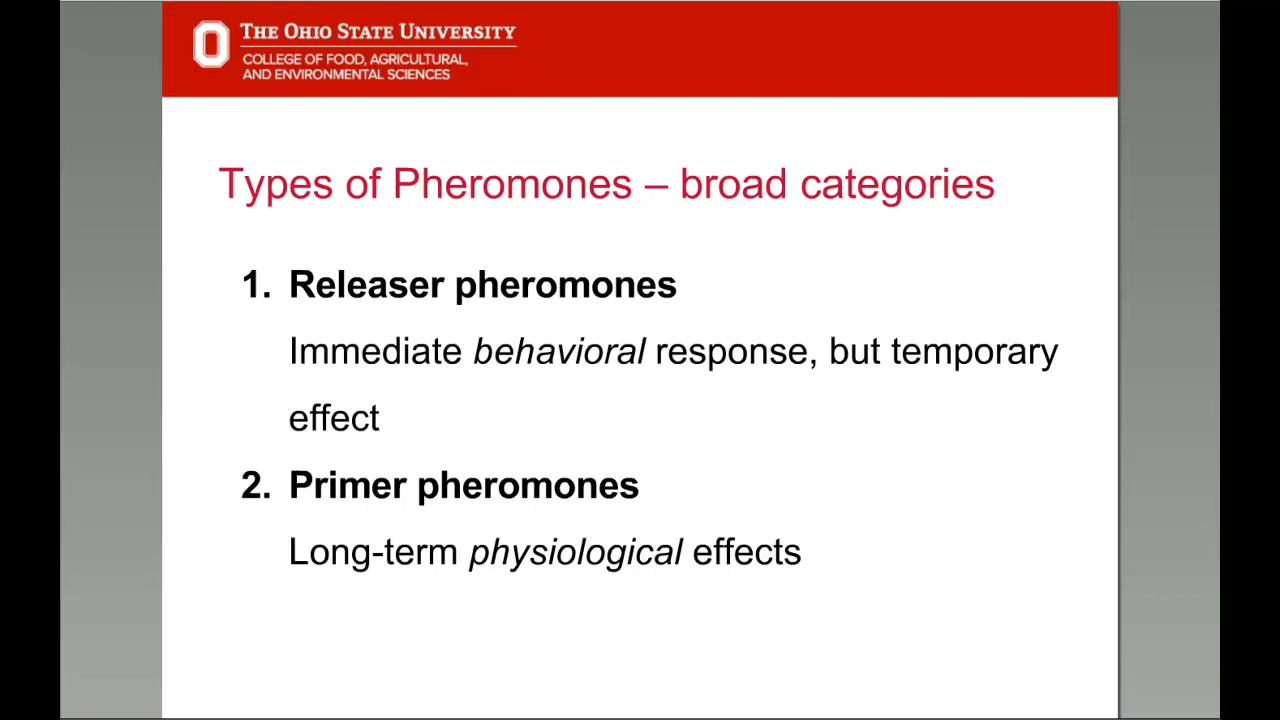 THE OHIO STATE UNIVERSITY
COLLEGE OF FOOD, AGRICULTURAL,
AND ENVIRONMENTAL SCIENCES
Types of Pheromones – broad categories
1. Releaser pheromones
Immediate behavioral response, but temporary
effect
2. Primer pheromones
Long-term physiological effects